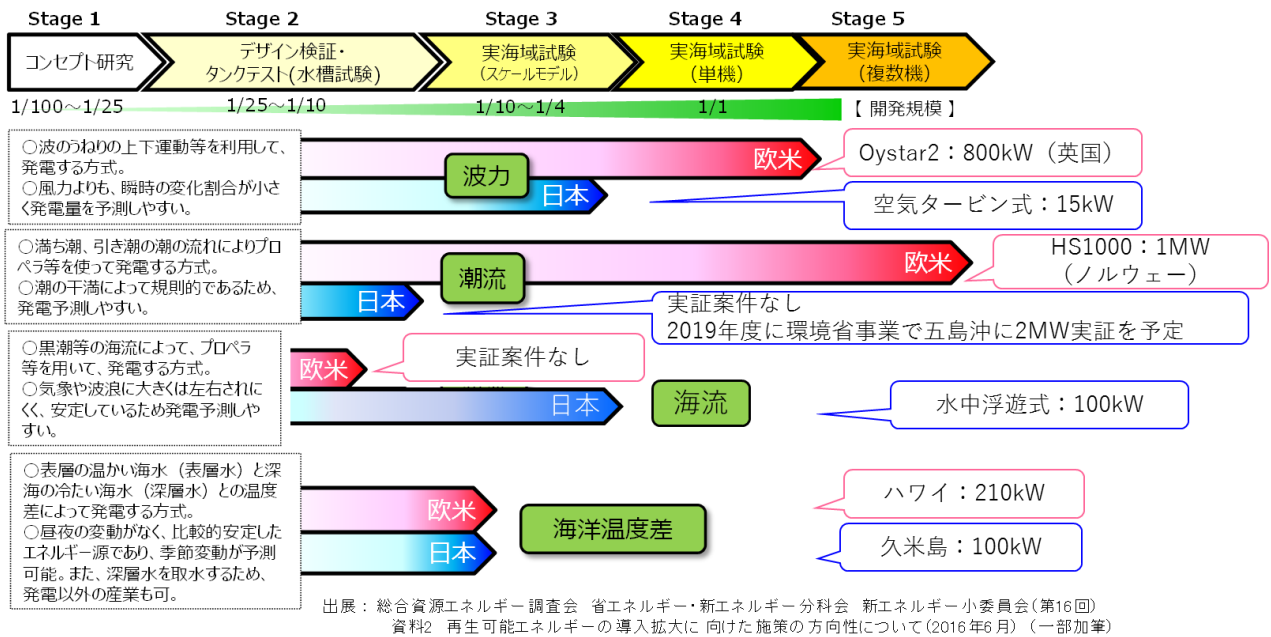 Stage 1
Stage 2
Stage 3
Stage 4
Stage 5
コンセプト研究
デザイン検証・
タンクテスト(水槽試験)
実海域試験
(スケールモデル)
実海域試験
(単機)
実海域試験
(複数機)
1/100～1/25
1/25～1/10
1/10～1/4
1/1
【 開発規模 】
○波のうねりの上下運動等を利用して、
発電する方式。
○風力よりも、瞬時の変化割合が小さ
く発電量を予測しやすい。
波力
欧米
日本
Oystar2：800kW（英国）
空気タービン式：15kW
○満ち潮、引き潮の潮の流れによりプロ
ペラ等を使って発電する方式。
○潮の干満によって規則的であるため、
発電予測しやすい。
潮流
欧米
日本
HS1000：1MW
（ノルウェー）
実証案件なし
2019年度に環境省事業で五島沖に2MW実証を予定
○黒潮等の海流によって、プロペラ
等を用いて、発電する方式。
○気象や波浪に大きくは左右されに
くく、安定しているため発電予測しや
すい。
欧米
日本
実証案件なし
海流
水中浮遊式：100kW
○表層の温かい海水（表層水）と深
海の冷たい海水（深層水）との温度
差によって発電する方式。
○昼夜の変動がなく、比較的安定した
エネルギー源であり、季節変動が予測
可能。また、深層水を取水するため、
発電以外の産業も可。
欧米
日本
海洋温度差
ハワイ：210kW
久米島：100kW
出展： 総合資源エネルギー調査会 省エネルギー・新エネルギー分科会 新エネルギー小委員会(第16回)
資料2 再生可能エネルギーの導入拡大に向けた施策の方向性について(2016年6月)（一部加筆）